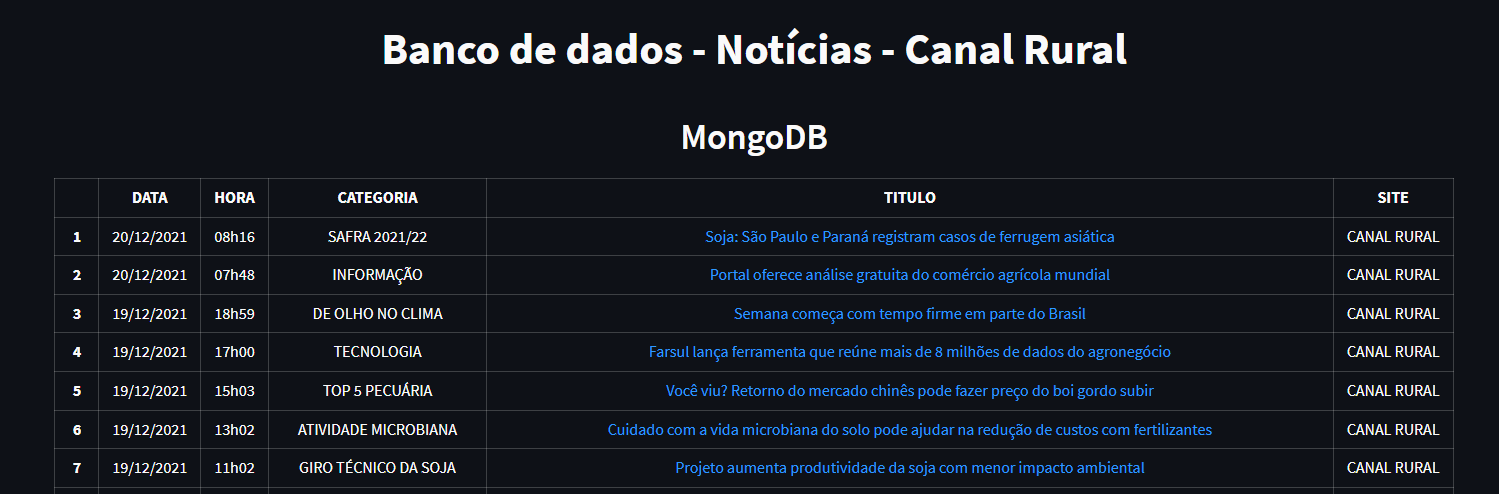 Banco de dados - Notícias - Canal Rural
MongoDB
DATA HORA CATEGORIA TITULO SITE
1 20/12/2021 08h16 SAFRA 2021/22 Soja: São Paulo e Paraná registram casos de ferrugem asiática CANAL RURAL
2 20/12/2021 07h48 INFORMAÇÃO Portal oferece análise gratuita do comércio agrícola mundial CANAL RURAL
3 19/12/2021 18h59 DE OLHO NO CLIMA Semana começa com tempo firme em parte do Brasil CANAL RURAL
4 19/12/2021 17h00 TECNOLOGIA Farsul lança ferramenta que reúne mais de 8 milhões de dados do agronegócio CANAL RURAL
5 19/12/2021 15h03 TOP 5 PECUÁRIA Você viu? Retorno do mercado chinês pode fazer preço do boi gordo subir CANAL RURAL
6 19/12/2021 13h02 ATIVIDADE MICROBIANA Cuidado com a vida microbiana do solo pode ajudar na redução de custos com fertilizantes CANAL RURAL
7 19/12/2021 11h02 GIRO TÉCNICO DA SOJA Projeto aumenta produtividade da soja com menor impacto ambiental CANAL RURAL